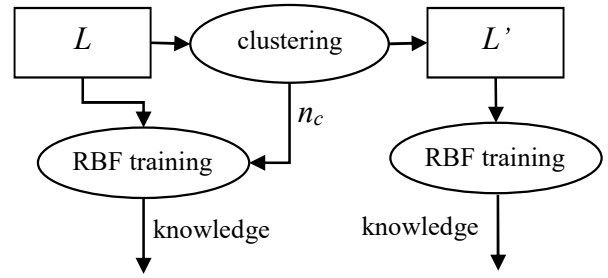 L
clustering
L’
n_c
RBF training
RBF training
knowledge
knowledge